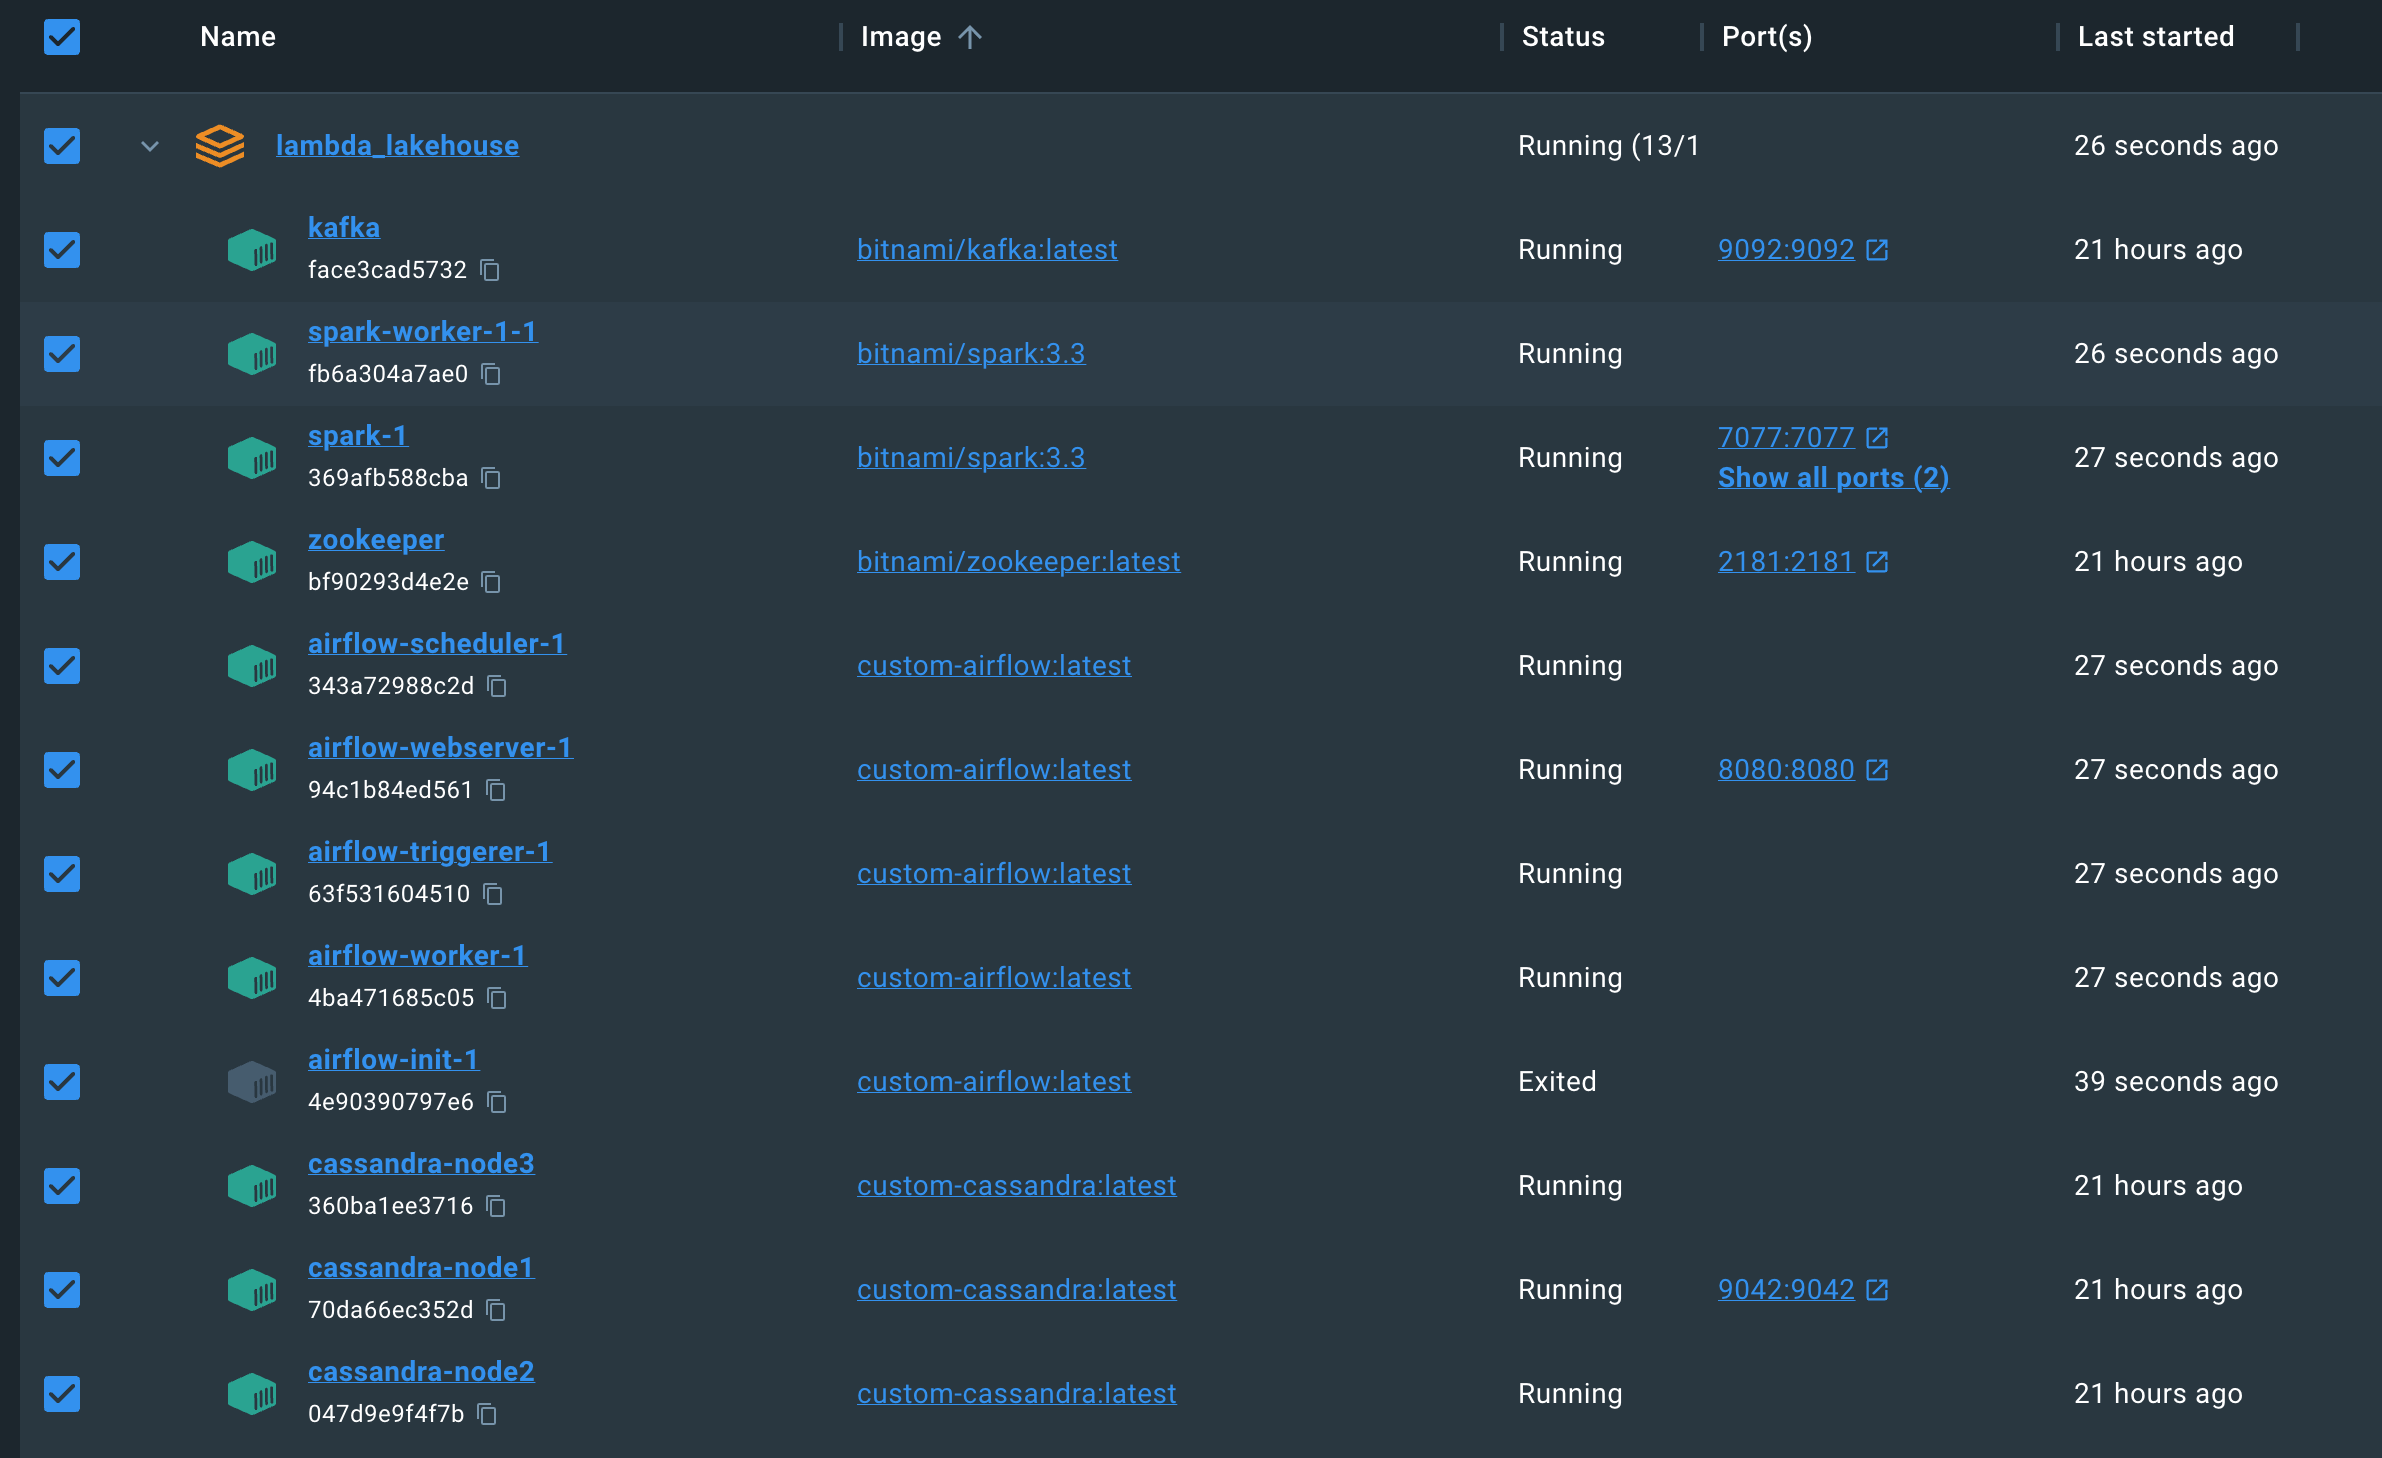 Name Image Status Port(s) Last started
lambda_lakehouse Running (13/1 26 seconds ago
kafka
face3cad5732 bitnami/kafka:latest Running 9092:9092 21 hours ago
spark-worker-1-1
fb6a304a7ae0 bitnami/spark:3.3 Running 26 seconds ago
spark-1
369afb588cba bitnami/spark:3.3 Running 7077:7077 27 seconds ago
Show all ports (2)
zookeeper
bf90293d4e2e bitnami/zookeeper:latest Running 2181:2181 21 hours ago
airflow-scheduler-1
343a72988c2d custom-airflow:latest Running 27 seconds ago
airflow-webserver-1
94c1b84ed561 custom-airflow:latest Running 8080:8080 27 seconds ago
airflow-triggerer-1
63f531604510 custom-airflow:latest Running 27 seconds ago
airflow-worker-1
4ba471685c05 custom-airflow:latest Running 27 seconds ago
airflow-init-1
4e90390797e6 custom-airflow:latest Exited 39 seconds ago
cassandra-node3
360ba1ee3716 custom-cassandra:latest Running 21 hours ago
cassandra-node1
70da66ec352d custom-cassandra:latest Running 9042:9042 21 hours ago
cassandra-node2
047d9e9f4f7b custom-cassandra:latest Running 21 hours ago